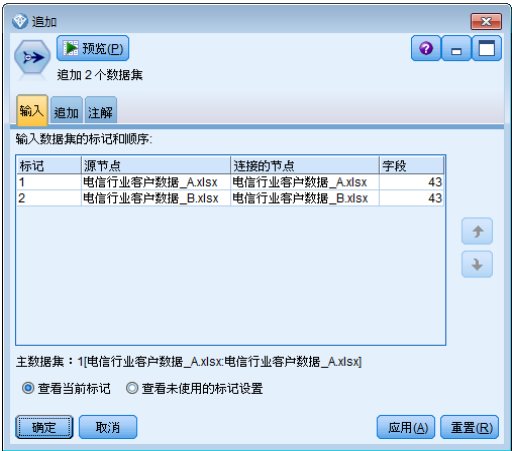 追加
预览(P)
追加 2 个数据集
输入 追加 注解
输入数据集的标记和顺序:
标记 源节点 连接的节点 字段
1 电信行业客户数据_A.xlsx 电信行业客户数据_A.xlsx 43
2 电信行业客户数据_B.xlsx 电信行业客户数据_B.xlsx 43
主数据集：1[电信行业客户数据_A.xlsx:电信行业客户数据_A.xlsx]
查看当前标记 查看未使用的标记设置
确定 取消 应用(A) 重置(R)